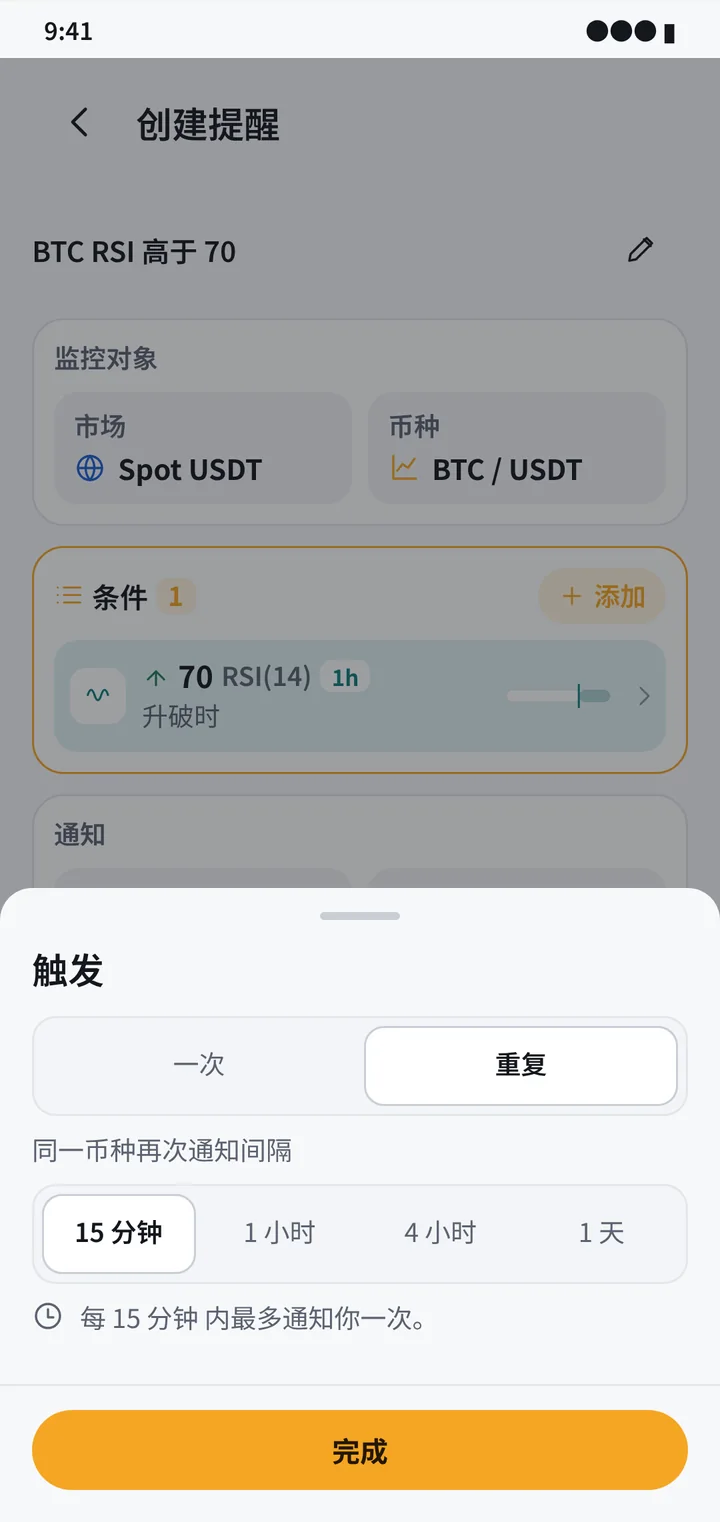 9:41
创建提醒
BTC RSI 高于 70
监控对象
市场
Spot USDT
币种
BTC / USDT
条件 1
+ 添加
↑ 70 RSI(14) 1h
升破时
通知
触发
一次
重复
同一币种再次通知间隔
15 分钟
1 小时
4 小时
1 天
每 15 分钟 内最多通知你一次。
完成